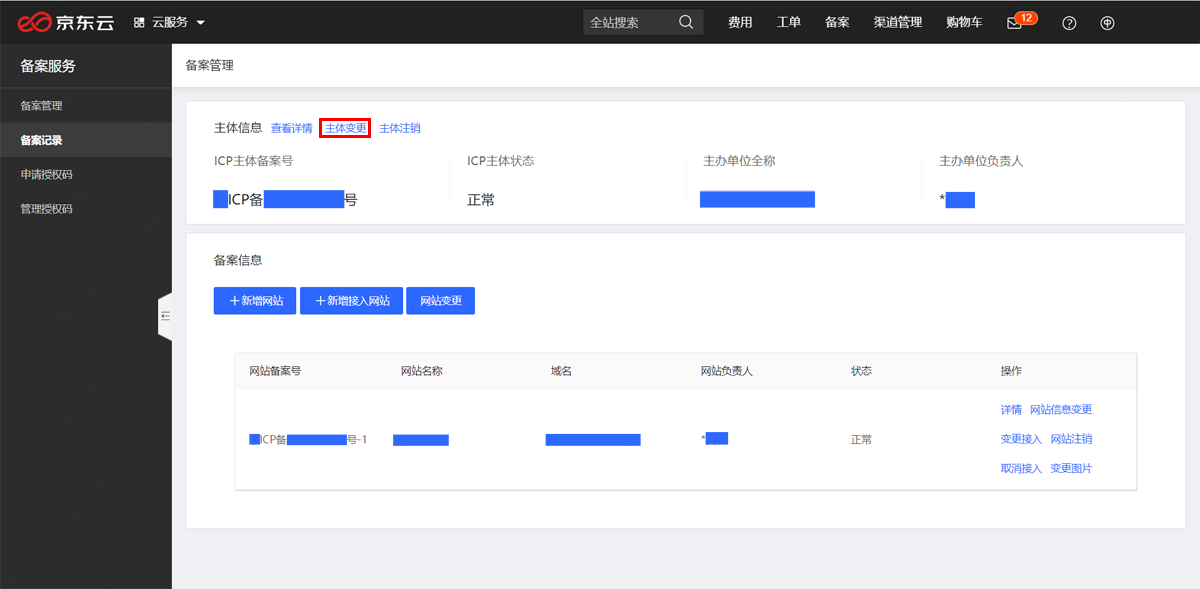 京东云 云服务 全站搜索 费用 工单 备案 渠道管理 购物车 12
备案服务
备案管理
备案记录
申请授权码
管理授权码
备案管理
主体信息 查看详情 主体变更 主体注销
ICP主体备案号 ICP主体状态 主办单位全称 主办单位负责人
ICP备 号 正常 *
备案信息
+新增网站 +新增接入网站 网站变更
网站备案号 网站名称 域名 网站负责人 状态 操作
详情 网站信息变更
ICP备 号-1 * 正常 变更接入 网站注销
取消接入 变更图片